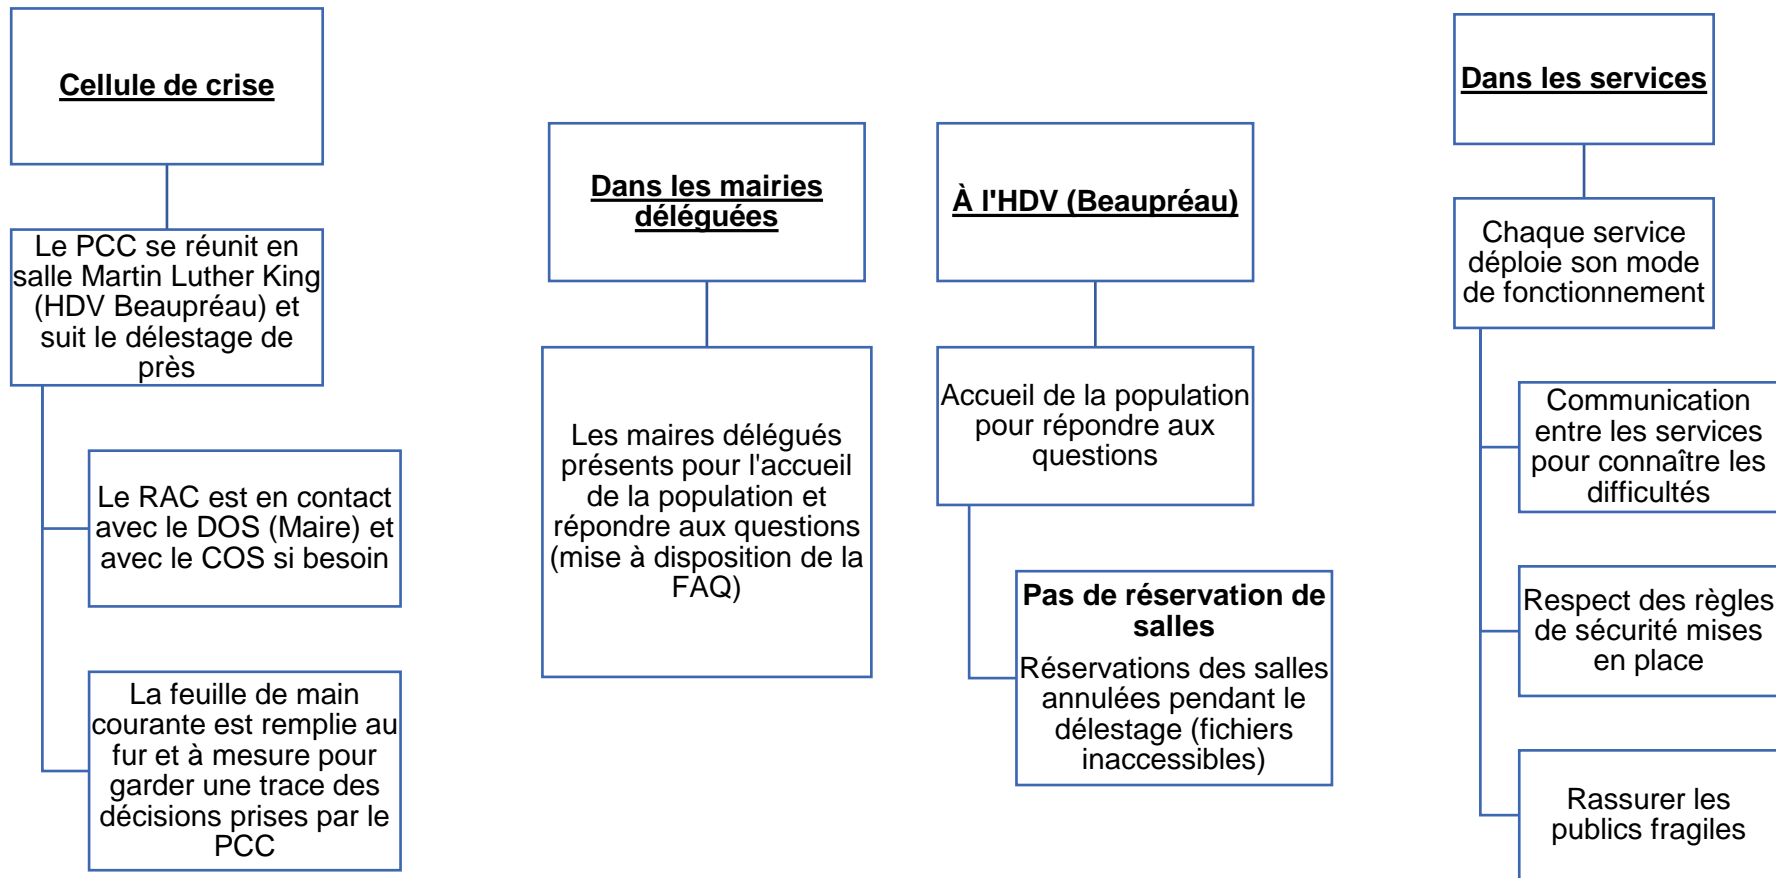 Cellule de crise
Le PCC se réunit en
salle Martin Luther King
(HDV Beaupréau) et
suit le délestage de
près
Le RAC est en contact
avec le DOS (Maire) et
avec le COS si besoin
La feuille de main
courante est remplie au
fur et à mesure pour
garder une trace des
décisions prises par le
PCC
Dans les mairies
déléguées
Les maires délégués
présents pour l'accueil
de la population et
répondre aux questions
(mise à disposition de la
FAQ)
À l'HDV (Beaupréau)
Accueil de la population
pour répondre aux
questions
Pas de réservation de
salles
Réservations des salles
annulées pendant le
délestage (fichiers
inaccessibles)
Dans les services
Chaque service
déploie son mode
de fonctionnement
Communication
entre les services
pour connaître les
difficultés
Respect des règles
de sécurité mises
en place
Rassurer les
publics fragiles